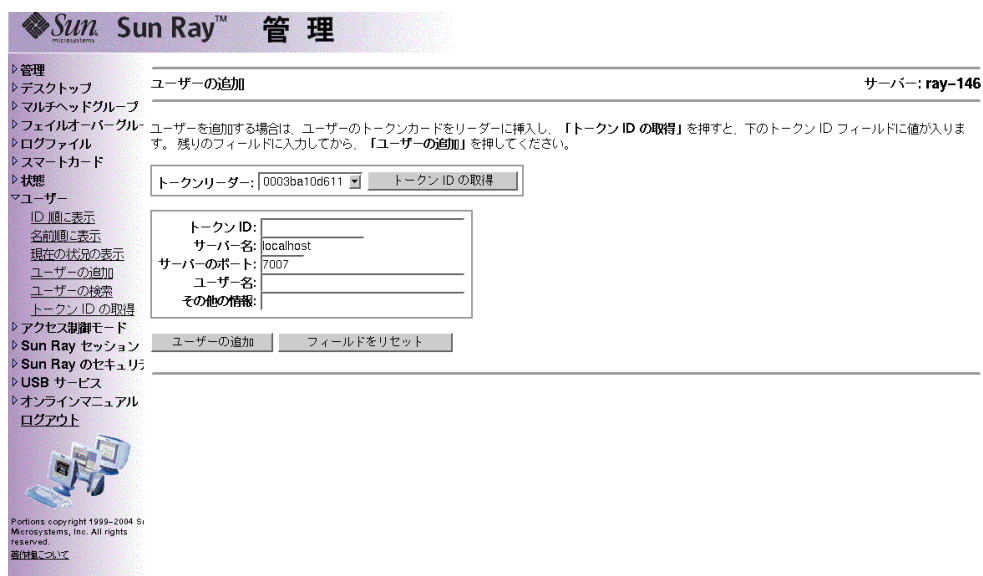 Sun microsystems Sun Ray™ 管 理
管理
デスクトップ
マルチヘッドグループ
フェイルオーバーグル
ログファイル
スマートカード
状態
ユーザー
ID 順に表示
名前順に表示
現在の状況の表示
ユーザーの追加
ユーザーの検索
トークン ID の取得
アクセス制御モード
Sun Ray セッション
Sun Ray のセキュリ
USB サービス
オンラインマニュアル
ログアウト
Portions copyright 1999–2004 S
Microsystems, Inc. All rights
reserved.
著作権について
ユーザーの追加
サーバー: ray–146
ユーザーを追加する場合は、ユーザーのトークンカードをリーダーに挿入し、「トークン ID の取得」を押すと、下のトークン ID フィールドに値が入りま
す。残りのフィールドに入力してから、「ユーザーの追加」を押してください。
トークンリーダー: 0003ba10d611 トークン ID の取得
トークン ID:
サーバー名: localhost
サーバーのポート: 7007
ユーザー名:
その他の情報:
ユーザーの追加 フィールドをリセット